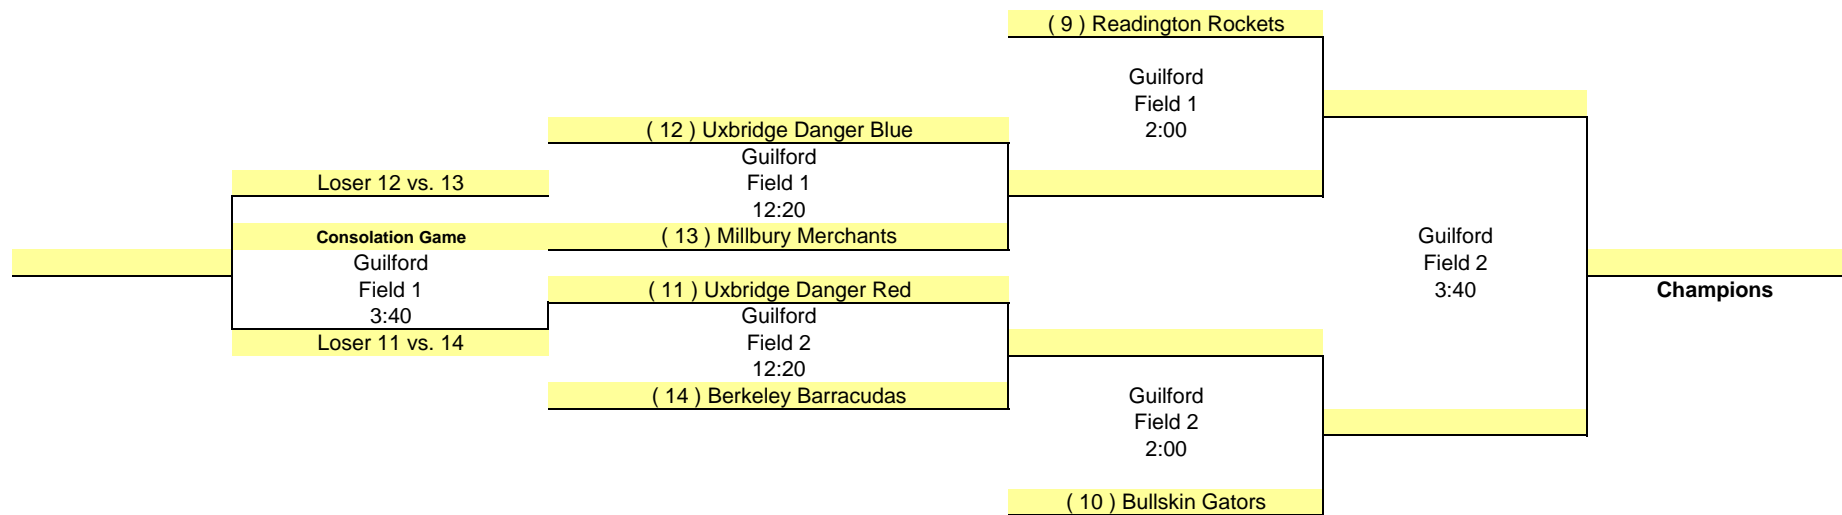 ( 9 ) Readington Rockets
Guilford
Field 1
2:00
( 12 ) Uxbridge Danger Blue
Guilford
Field 1
12:20
Loser 12 vs. 13
Consolation Game
( 13 ) Millbury Merchants
Guilford
Field 1
3:40
Loser 11 vs. 14
( 11 ) Uxbridge Danger Red
Guilford
Field 2
12:20
( 14 ) Berkeley Barracudas
Guilford
Field 2
3:40
Champions
Guilford
Field 2
2:00
( 10 ) Bullskin Gators